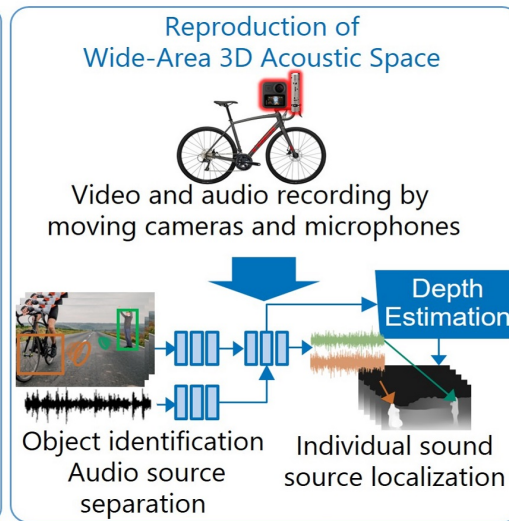 Reproduction of
Wide-Area 3D Acoustic Space
Video and audio recording by
moving cameras and microphones
Depth
Estimation
Object identification
Audio source
separation
Individual sound
source localization